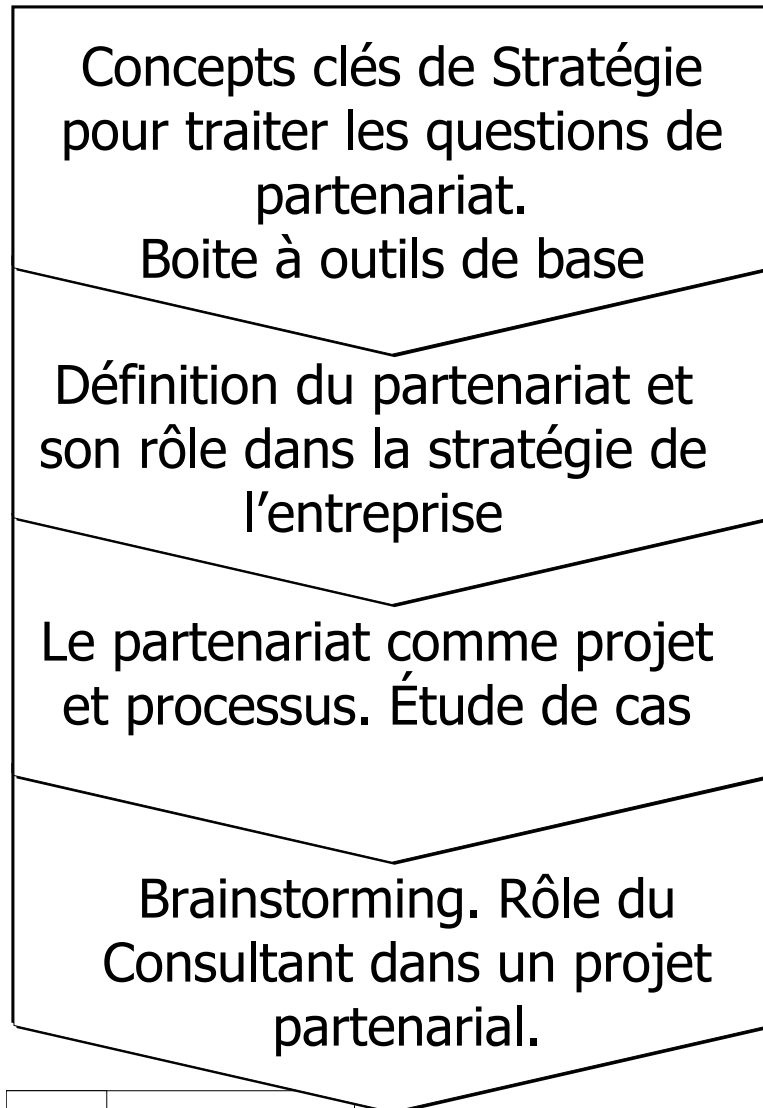 Concepts clés de Stratégie
pour traiter les questions de
partenariat.
Boite à outils de base
Définition du partenariat et
son rôle dans la stratégie de
l’entreprise
Le partenariat comme projet
et processus. Étude de cas
Brainstorming. Rôle du
Consultant dans un projet
partenarial.